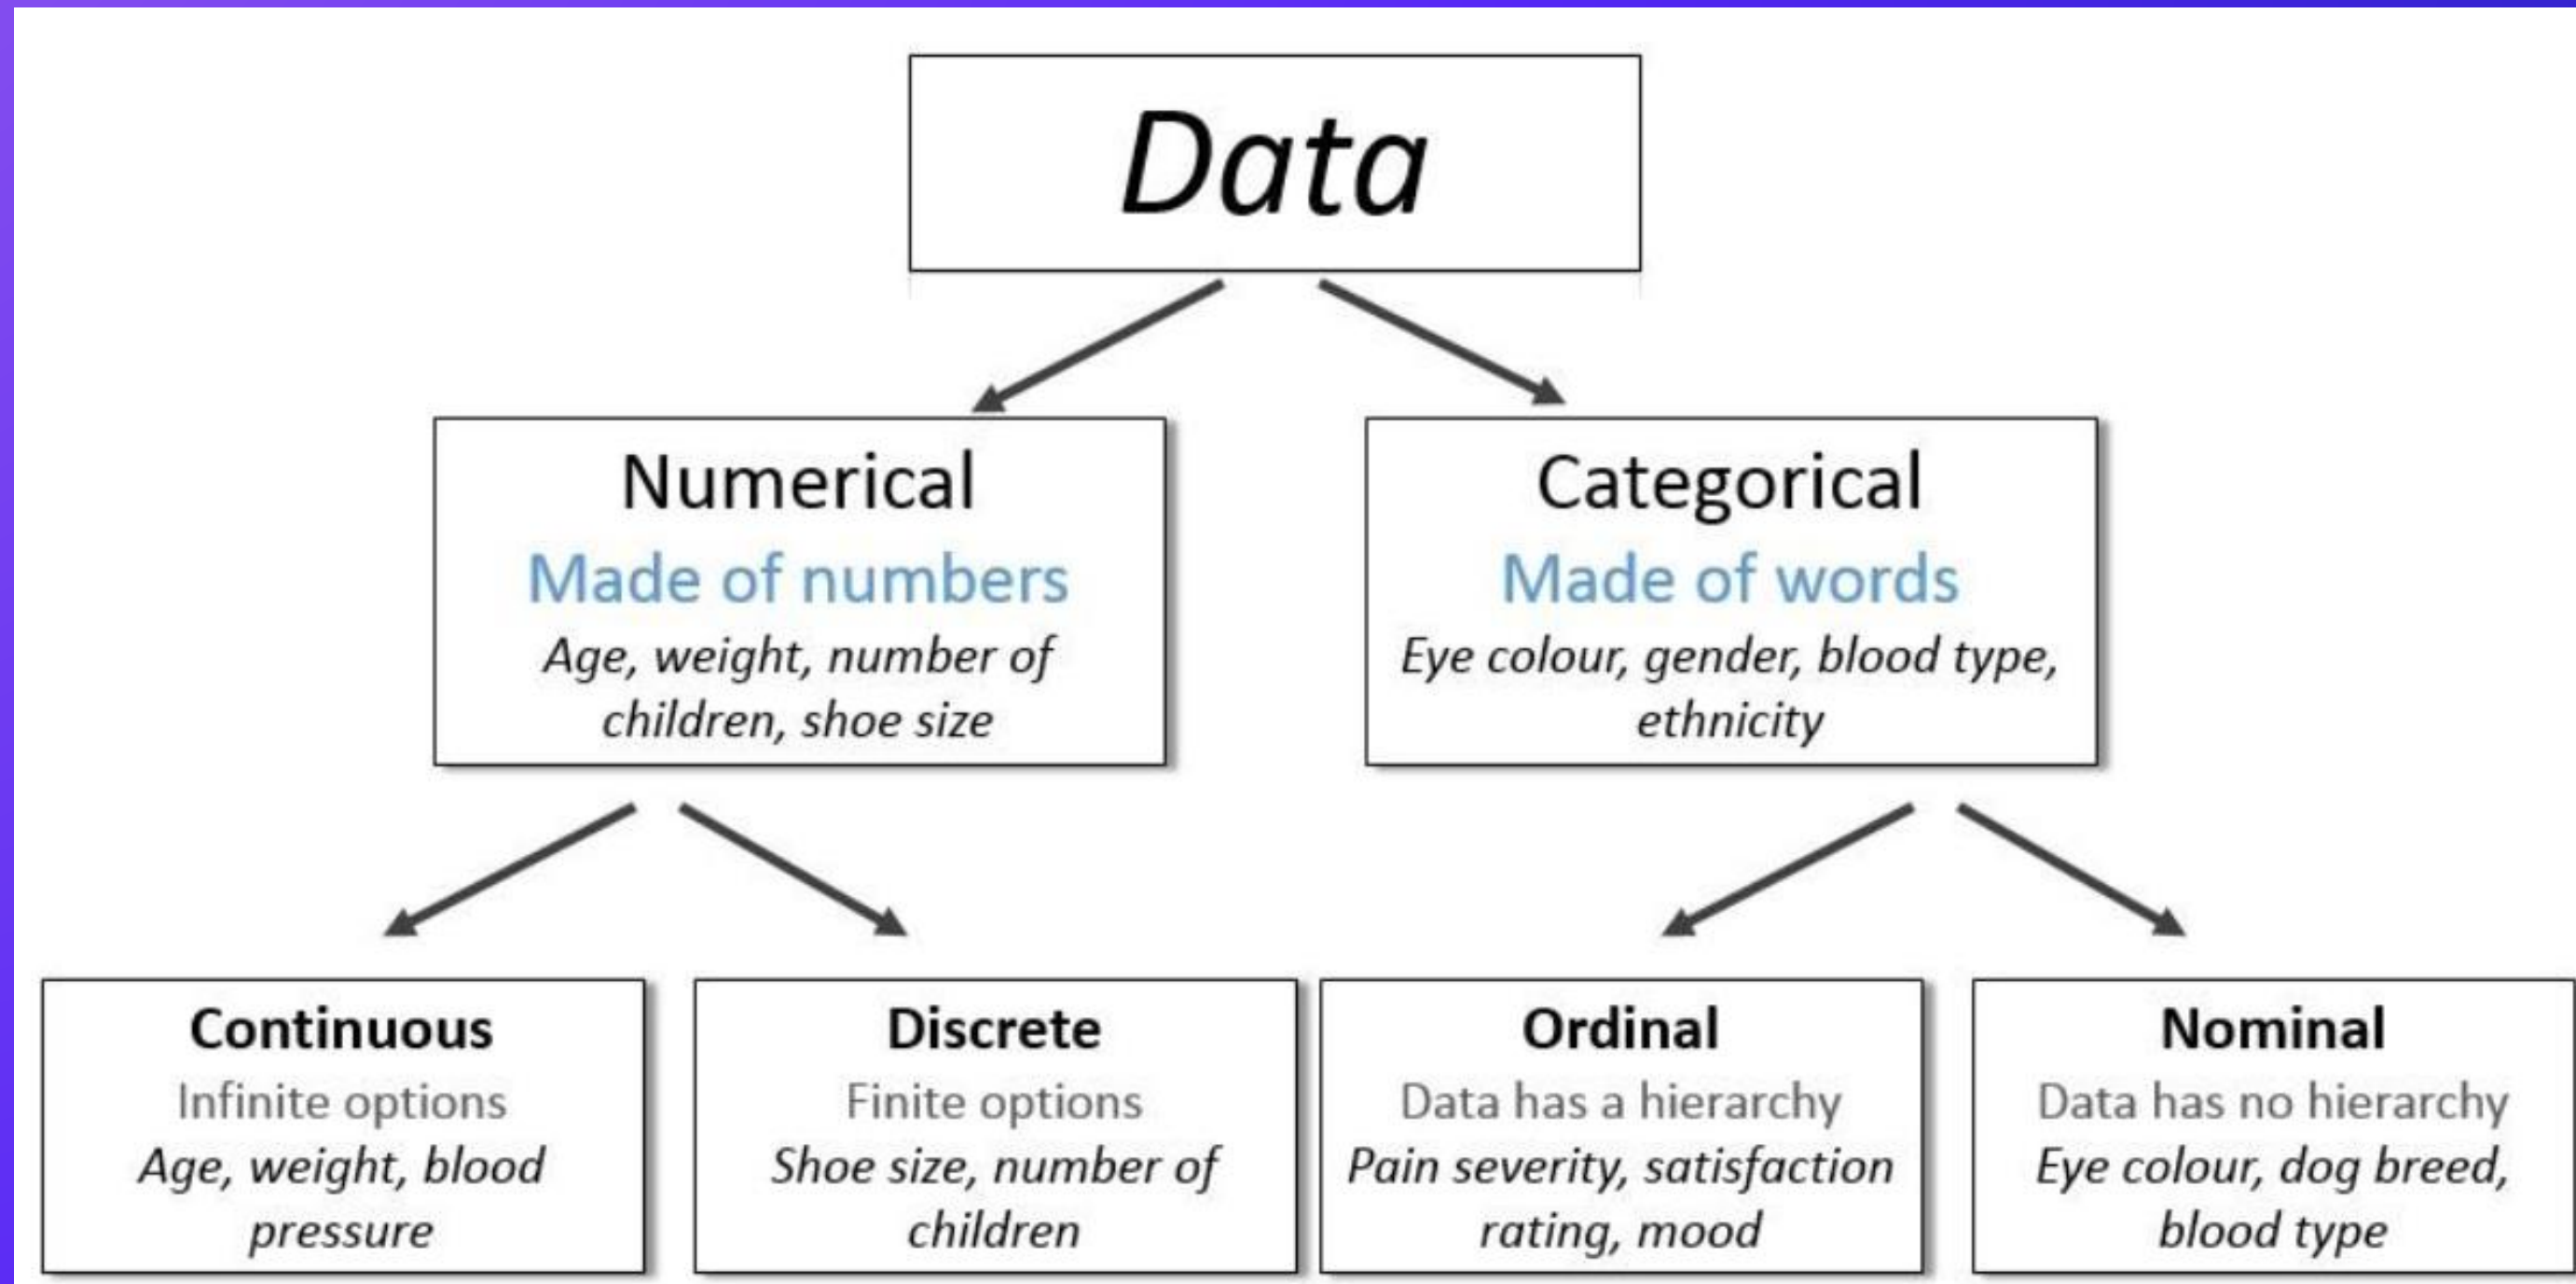 Data
Numerical
Made of numbers
Age, weight, number of
children, shoe size
Categorical
Made of words
Eye colour, gender, blood type,
ethnicity
Continuous
Infinite options
Age, weight, blood
pressure
Discrete
Finite options
Shoe size, number of
children
Ordinal
Data has a hierarchy
Pain severity, satisfaction
rating, mood
Nominal
Data has no hierarchy
Eye colour, dog breed,
blood type